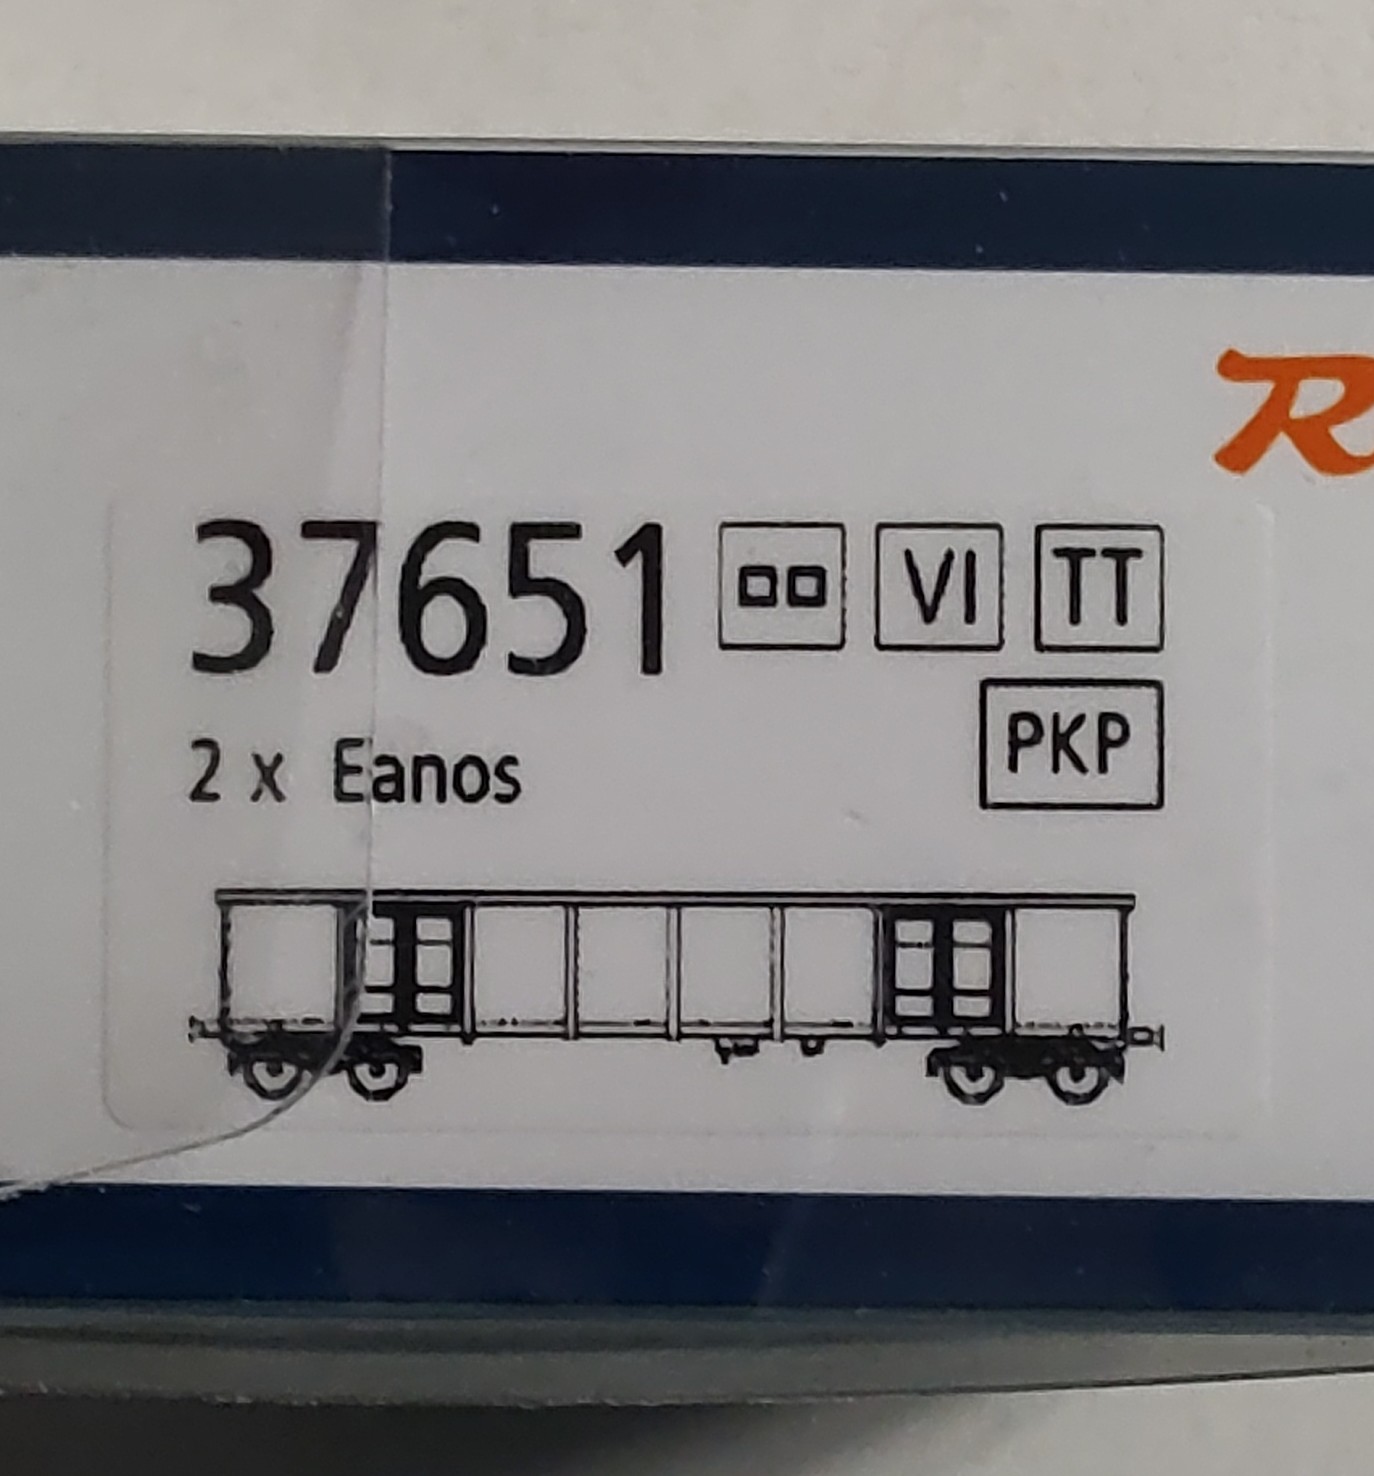 R
37651 VI TT
PKP
2 x Eanos